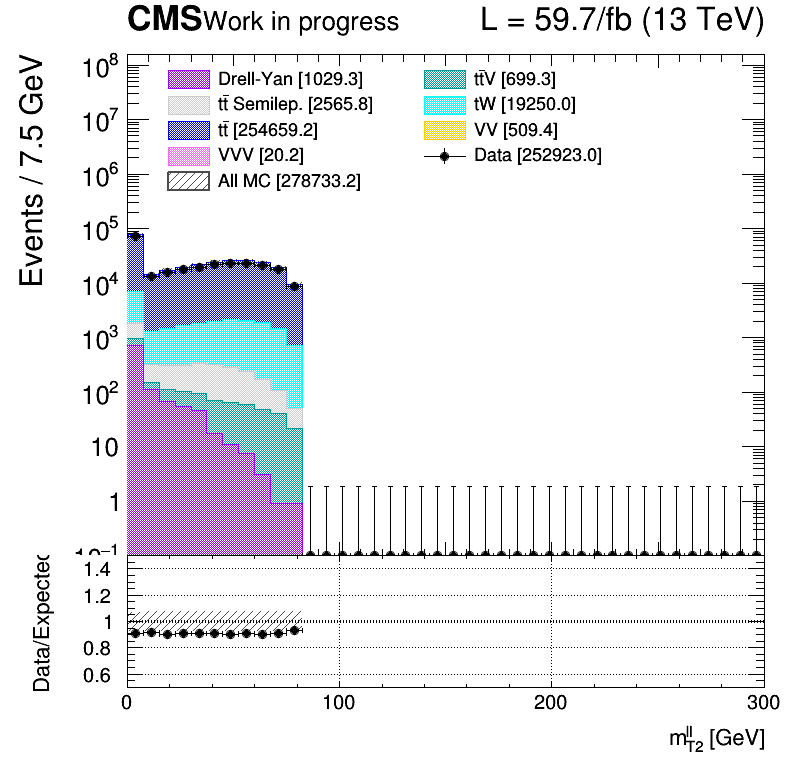 CMS Work in progress L = 59.7/fb (13 TeV)
Events / 7.5 GeV
Drell-Yan [1029.3] tt̄V [699.3]
tt̄ Semilep. [2565.8] tW [19250.0]
tt̄ [254659.2] VV [509.4]
VVV [20.2] Data [252923.0]
All MC [278733.2]
10⁸
10⁷
10⁶
10⁵
10⁴
10³
10²
10
1
10⁻¹
Data/Expected
1.4
1.2
1
0.8
0.6
0 100 200 300
m_{T2}^{ll} [GeV]